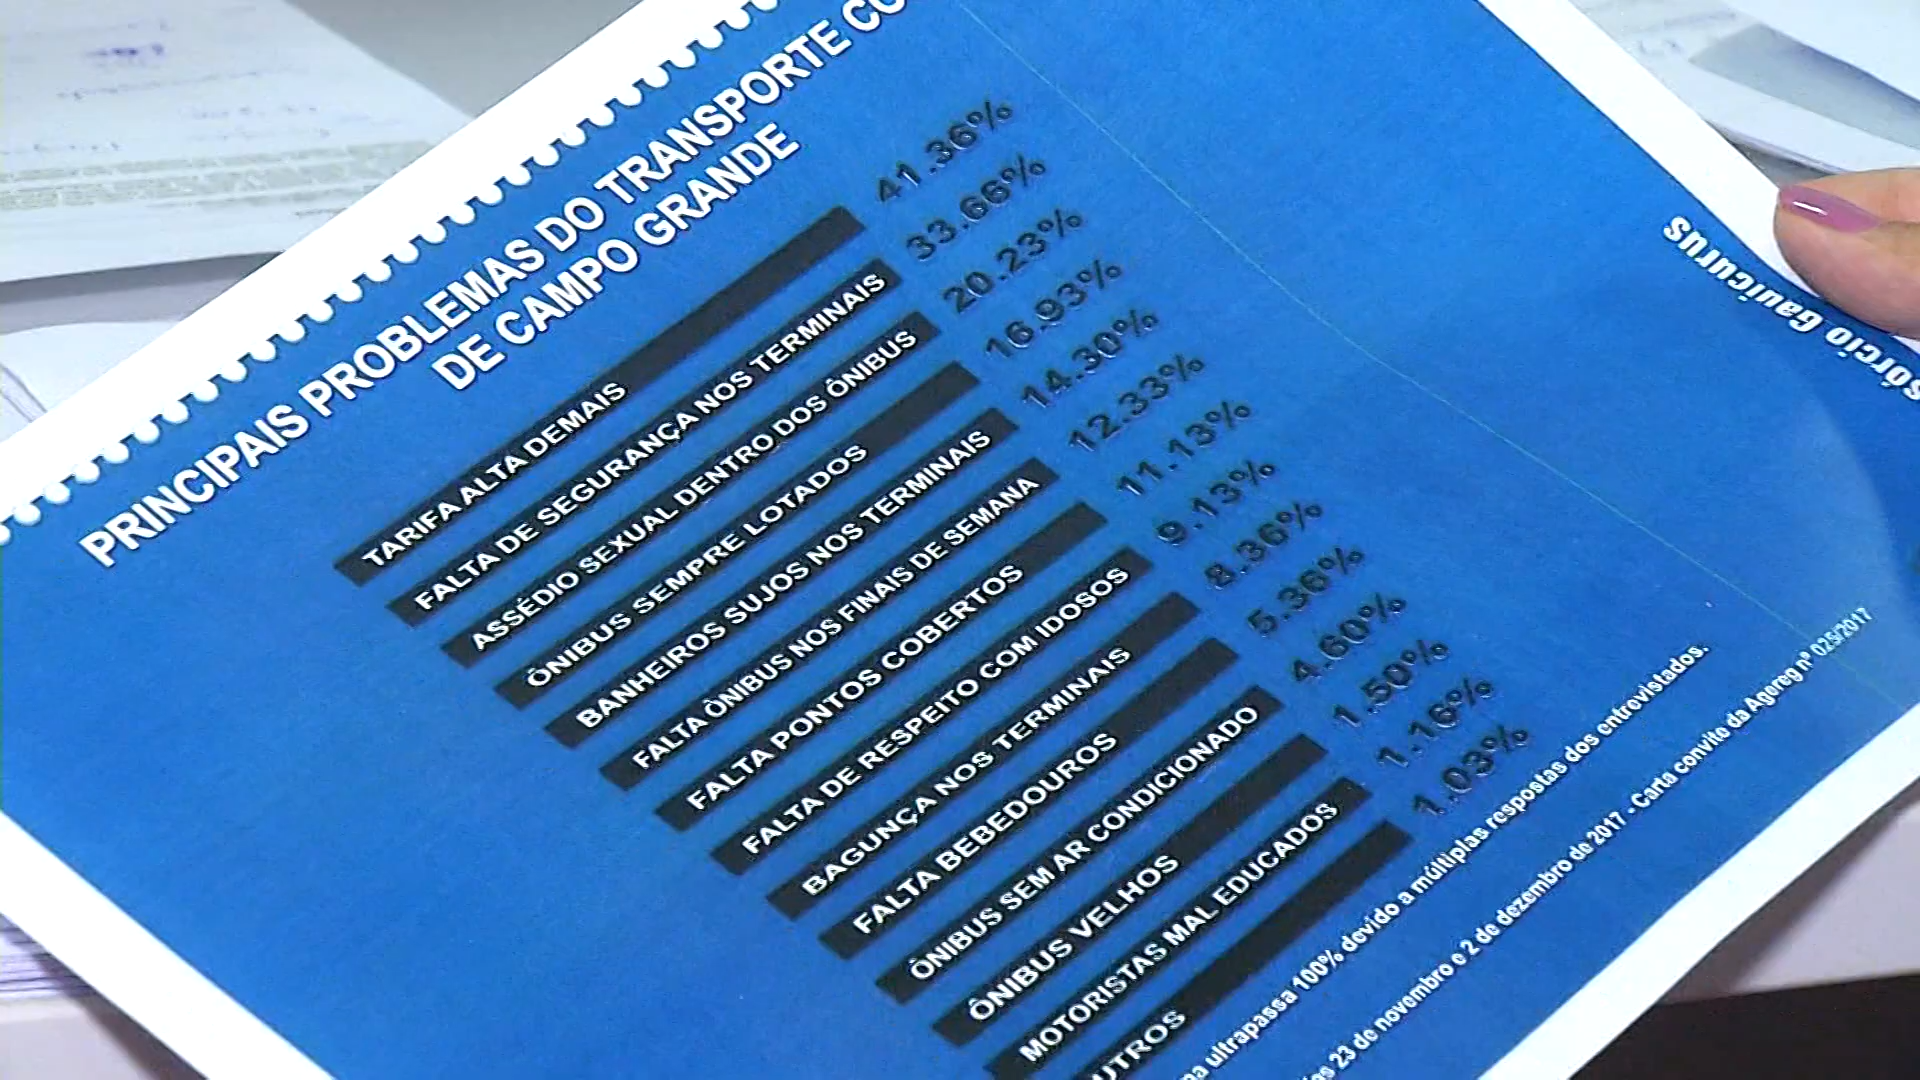 PRINCIPAIS PROBLEMAS DO TRANSPORTE CO
DE CAMPO GRANDE
TARIFA ALTA DEMAIS 41.36%
FALTA DE SEGURANÇA NOS TERMINAIS 33.66%
ASSÉDIO SEXUAL DENTRO DOS ÔNIBUS 20.23%
ÔNIBUS SEMPRE LOTADOS 16.93%
BANHEIROS SUJOS NOS TERMINAIS 14.30%
FALTA ÔNIBUS NOS FINAIS DE SEMANA 12.33%
FALTA PONTOS COBERTOS 11.13%
FALTA DE RESPEITO COM IDOSOS 9.13%
BAGUNÇA NOS TERMINAIS 8.36%
FALTA BEBEDOUROS 5.36%
ÔNIBUS SEM AR CONDICIONADO 4.60%
ÔNIBUS VELHOS 1.50%
MOTORISTAS MAL EDUCADOS 1.16%
UTROS 1.03%
ultrapassa 100% devido a múltiplas respostas dos entrevistados.
23 de novembro e 2 de dezembro de 2017 - Carta convite da Agereg nº 025/2017
sórcio Gauicurus